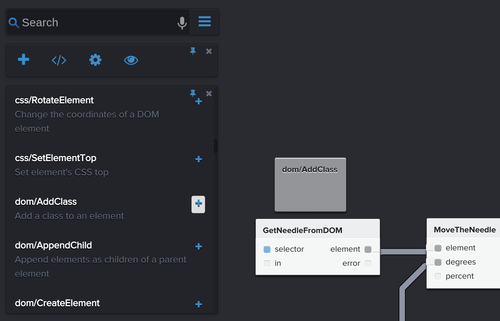 Search
css/RotateElement
Change the coordinates of a DOM
element
css/SetElementTop
Set element's CSS top
dom/AddClass
Add a class to an element
dom/AppendChild
Append elements as children of a parent
element
dom/CreateElement
dom/AddClass
GetNeedleFromDOM
selector element
in error
MoveTheNeedle
element
degrees
percent